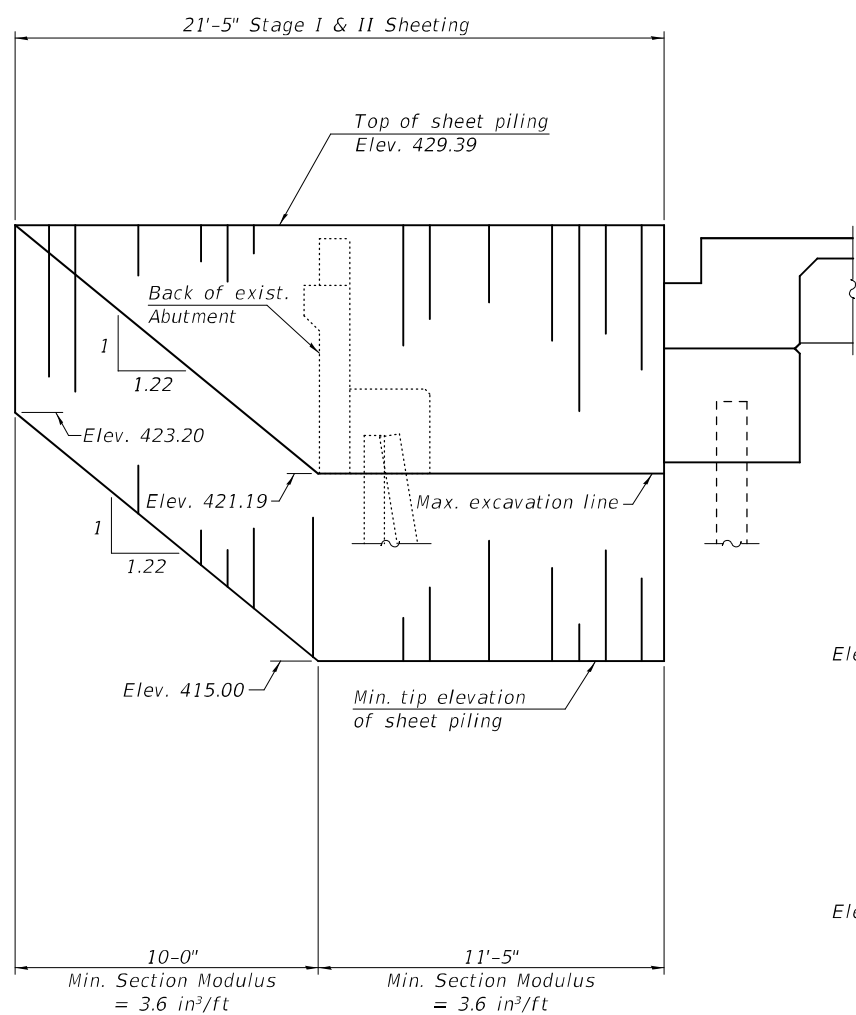 21'-5" Stage I & II Sheeting
Top of sheet piling
Elev. 429.39
Back of exist.
Abutment
1
1.22
Elev. 423.20
Elev. 421.19
Max. excavation line
1
1.22
Ele
Elev. 415.00
Min. tip elevation
of sheet piling
Ele
10-0"
11'-5"
Min. Section Modulus
= 3.6 in³/ft
Min. Section Modulus
= 3.6 in³/ft